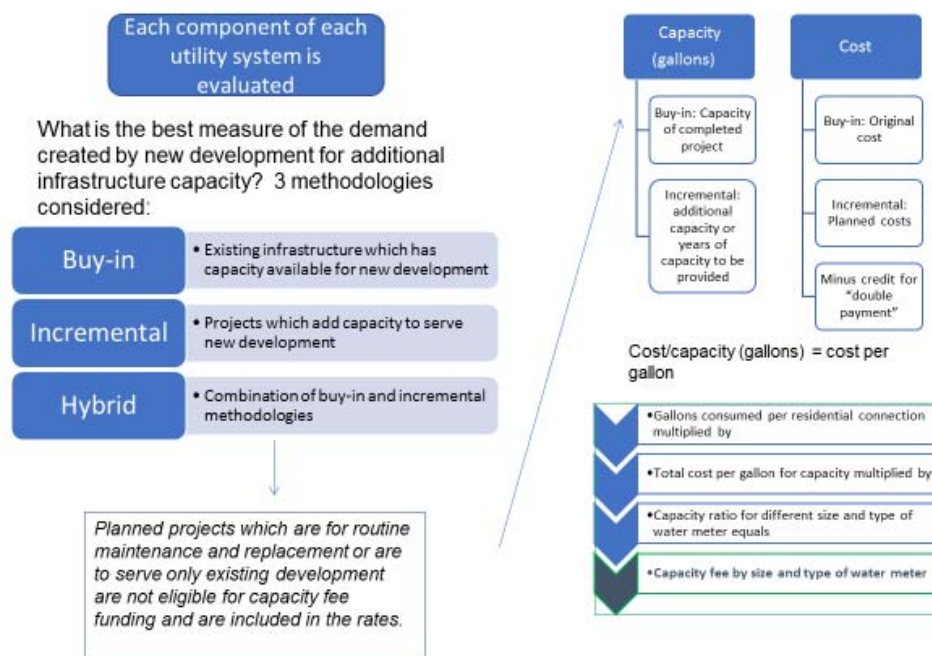 Each component of each
utility system is
evaluated
What is the best measure of the demand
created by new development for additional
infrastructure capacity? 3 methodologies
considered:
Buy-in
• Existing infrastructure which has
capacity available for new development
Incremental
• Projects which add capacity to serve
new development
Hybrid
• Combination of buy-in and incremental
methodologies
Planned projects which are for routine
maintenance and replacement or are
to serve only existing development
are not eligible for capacity fee
funding and are included in the rates.
Capacity
(gallons)
Buy-in: Capacity
of completed
project
Incremental:
additional
capacity or
years of
capacity to be
provided
Cost
Buy-in: Original
cost
Incremental:
Planned costs
Minus credit for
"double
payment"
Cost/capacity (gallons) = cost per
gallon
•Gallons consumed per residential connection
multiplied by
•Total cost per gallon for capacity multiplied by
•Capacity ratio for different size and type of
water meter equals
•Capacity fee by size and type of water meter